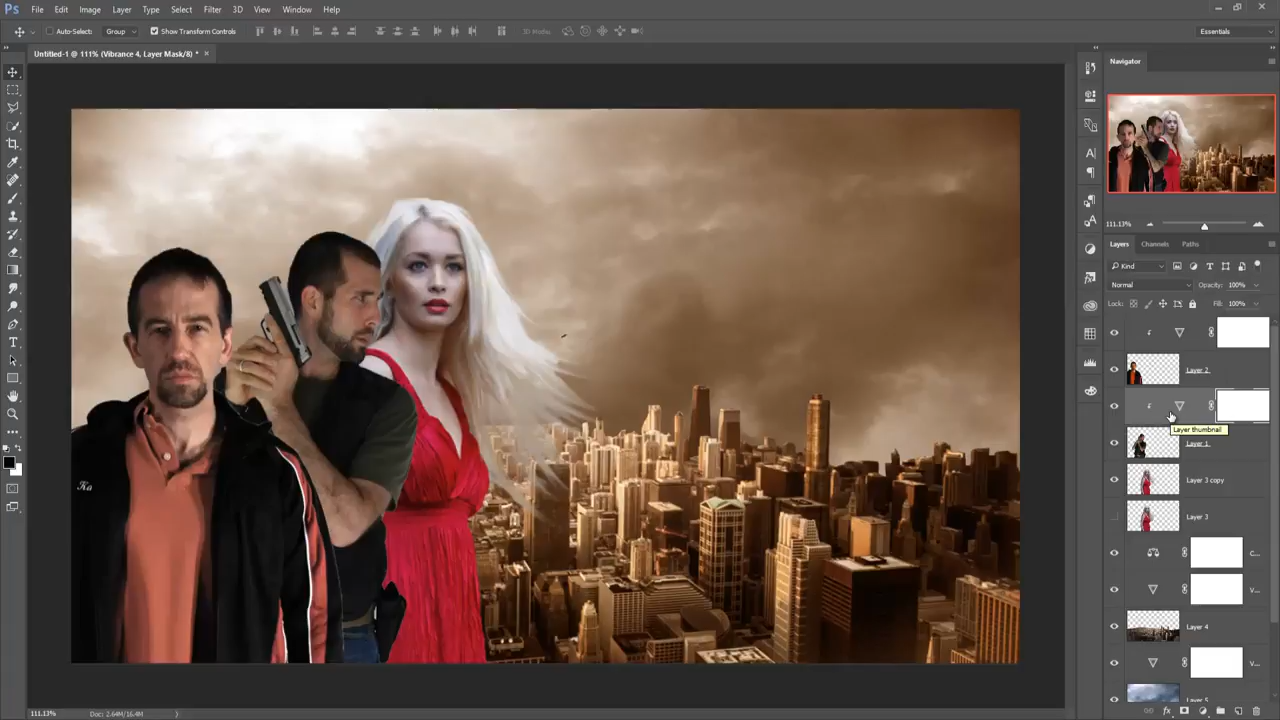 Ps File Edit Image Layer Type Select Filter 3D View Window Help
Auto-Select: Group Show Transform Controls 3D Mode: Essentials
Untitled-1 @ 111% (Vibrance 4, Layer Mask/8) * ×
Navigator
111.13%
Layers Channels Paths
Kind
Normal Opacity: 100%
Lock: Fill: 100%
Layer 2
Layer thumbnail
Layer 1
Layer 3 copy
Layer 3
C...
V...
Layer 4
V...
Layer 5
Ka
111.13% Doc: 2.64M/16.4M